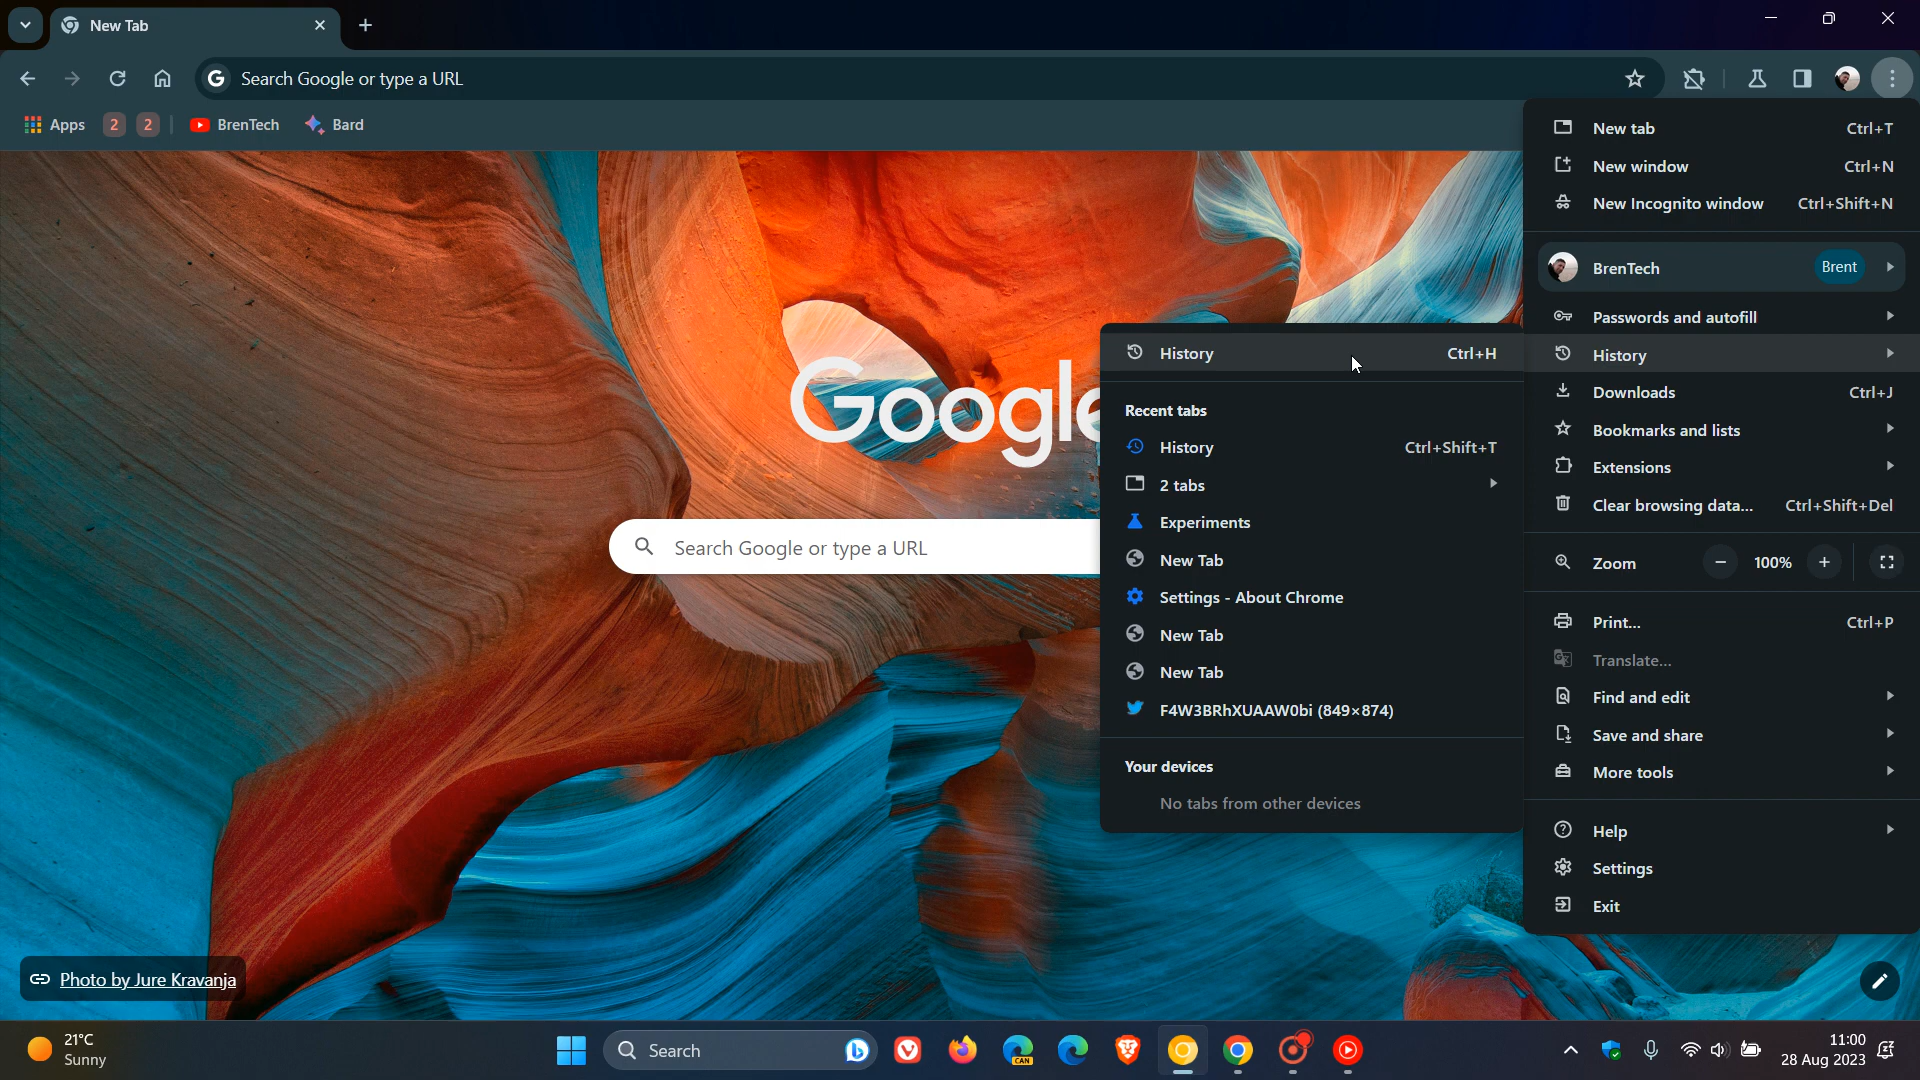 New Tab
Search Google or type a URL
Apps
2
2
BrenTech
Bard
New tab Ctrl+T
New window Ctrl+N
New Incognito window Ctrl+Shift+N
BrenTech Brent
Passwords and autofill
History
Downloads Ctrl+J
Bookmarks and lists
Extensions
Clear browsing data... Ctrl+Shift+Del
Zoom 100%
Print... Ctrl+P
Translate...
Find and edit
Save and share
More tools
Help
Settings
Exit
History Ctrl+H
Recent tabs
History Ctrl+Shift+T
2 tabs
Experiments
New Tab
Settings - About Chrome
New Tab
New Tab
F4W3BRhXUAAW0bi (849×874)
Your devices
No tabs from other devices
Google
Search Google or type a URL
Photo by Jure Kravanja
21°C
Sunny
Search
CAN
11:00
28 Aug 2023